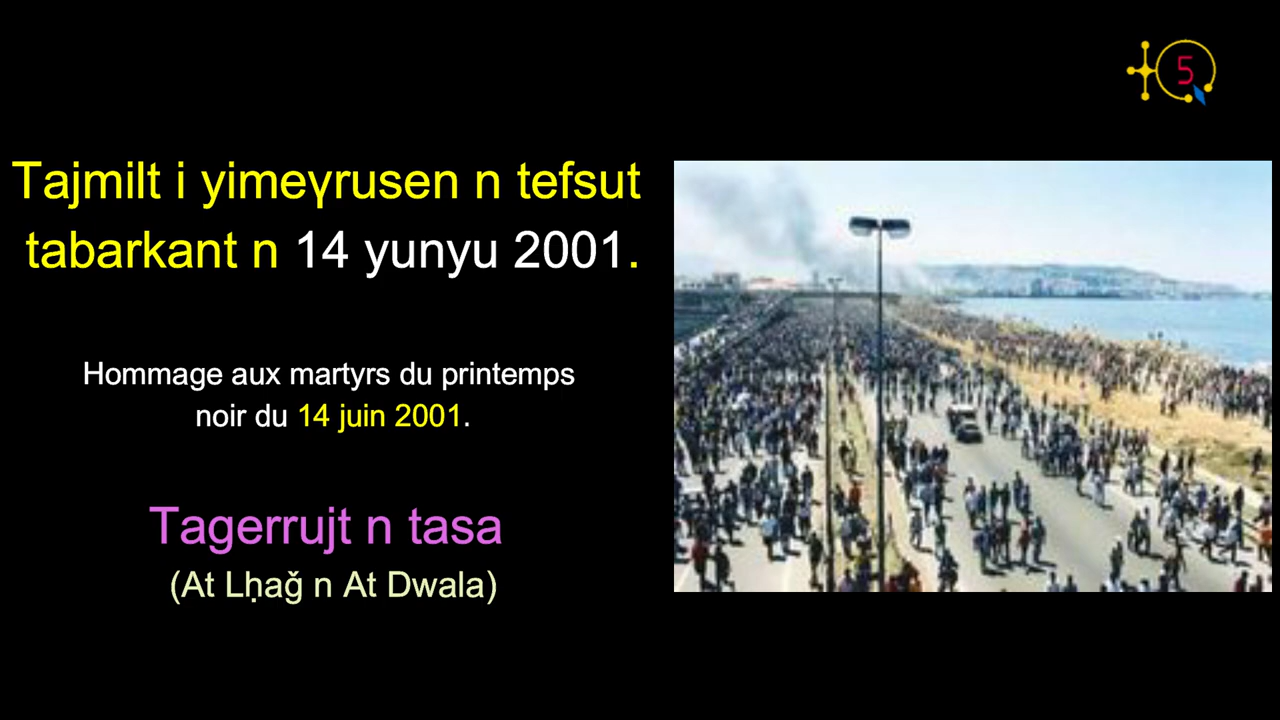 5
Tajmilt i yimeγrusen n tefsut
tabarkant n 14 yunyu 2001.
Hommage aux martyrs du printemps
noir du 14 juin 2001.
Tagerrujt n tasa
(At Lḥağ n At Dwala)